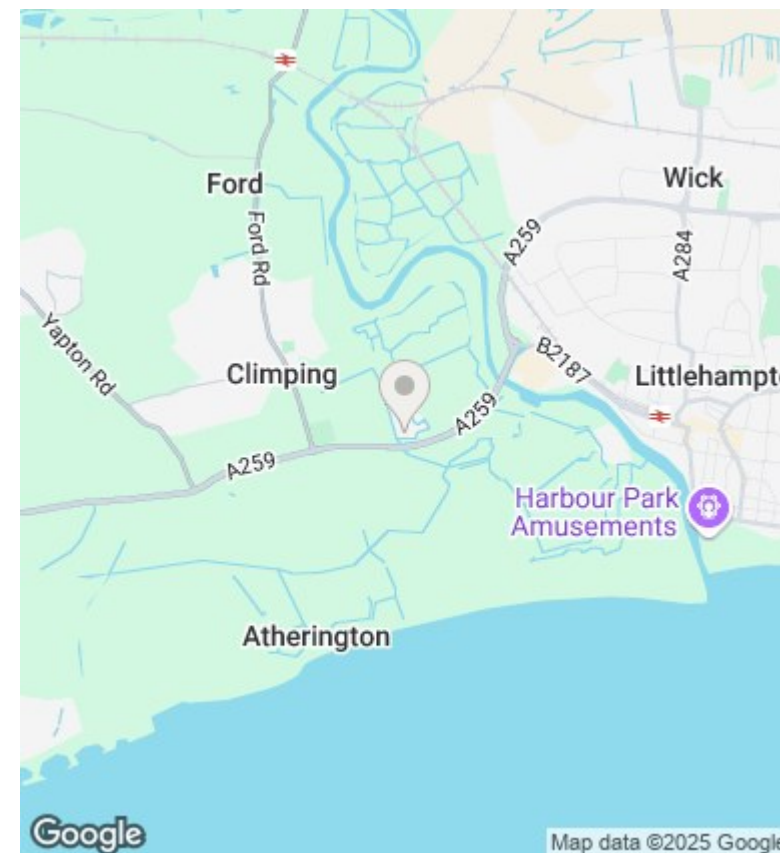 Ford
Wick
Ford Rd
A259
A284
Yapton Rd
B2187
Climping
Littlehampt
A259
A259
Harbour Park
Amusements
Atherington
Google
Map data ©2025 Google